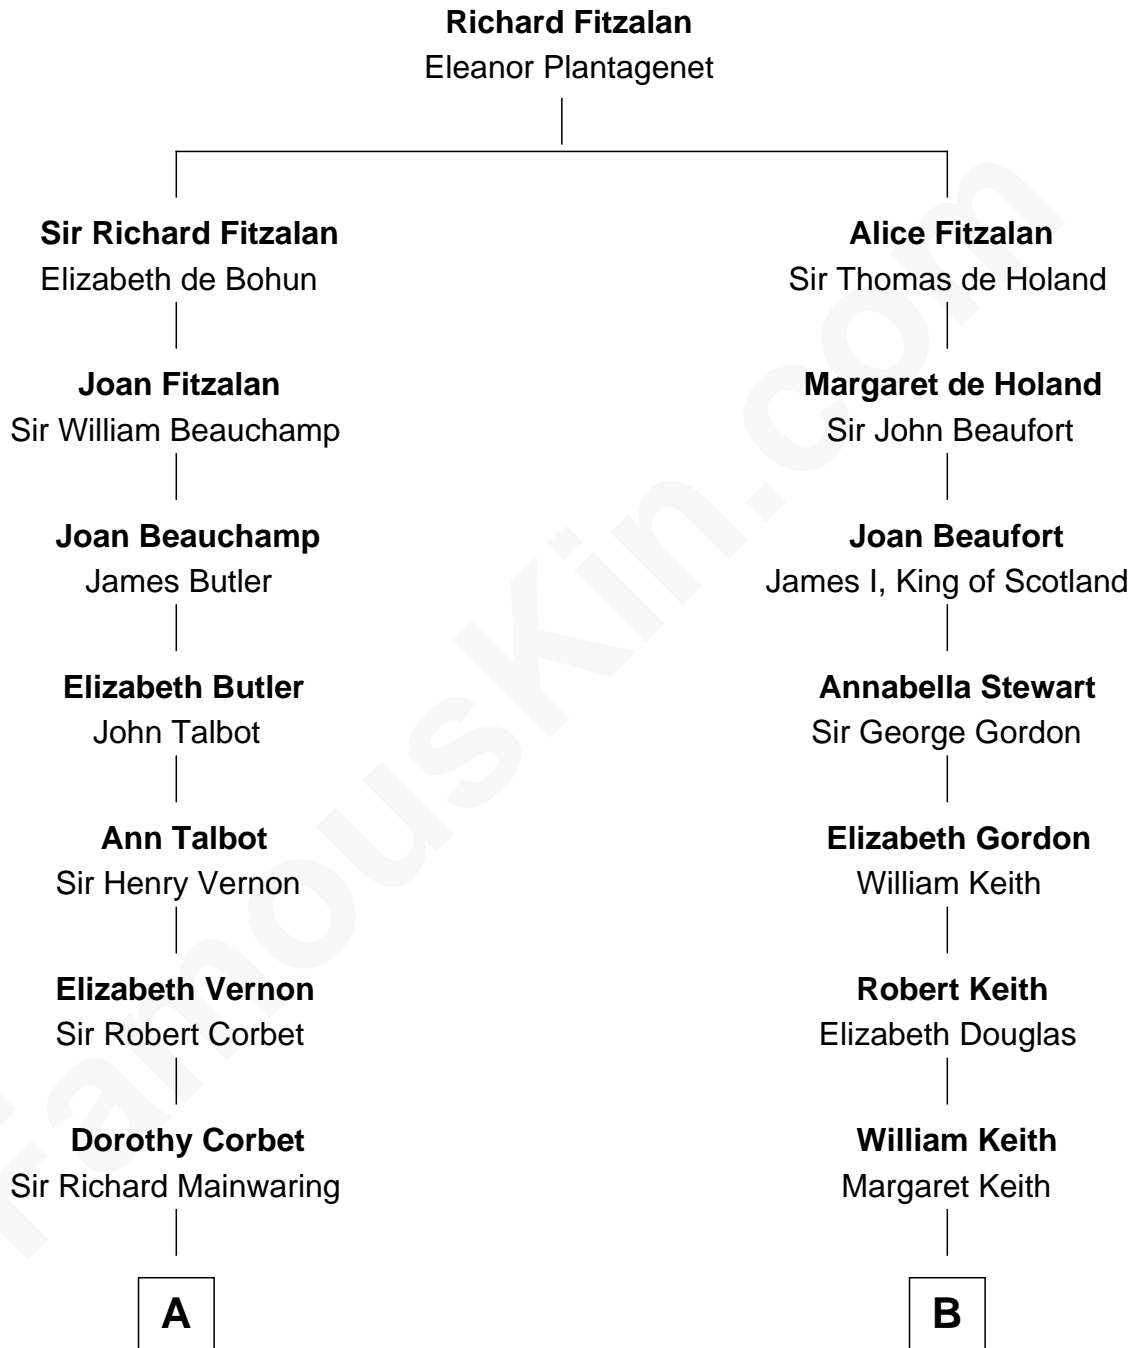 Richard Fitzalan
Eleanor Plantagenet
Sir Richard Fitzalan
Elizabeth de Bohun
Joan Fitzalan
Sir William Beauchamp
Joan Beauchamp
James Butler
Elizabeth Butler
John Talbot
Ann Talbot
Sir Henry Vernon
Elizabeth Vernon
Sir Robert Corbet
Dorothy Corbet
Sir Richard Mainwaring
A
Alice Fitzalan
Sir Thomas de Holand
Margaret de Holand
Sir John Beaufort
Joan Beaufort
James I, King of Scotland
Annabella Stewart
Sir George Gordon
Elizabeth Gordon
William Keith
Robert Keith
Elizabeth Douglas
William Keith
Margaret Keith
B
FamousKin.com